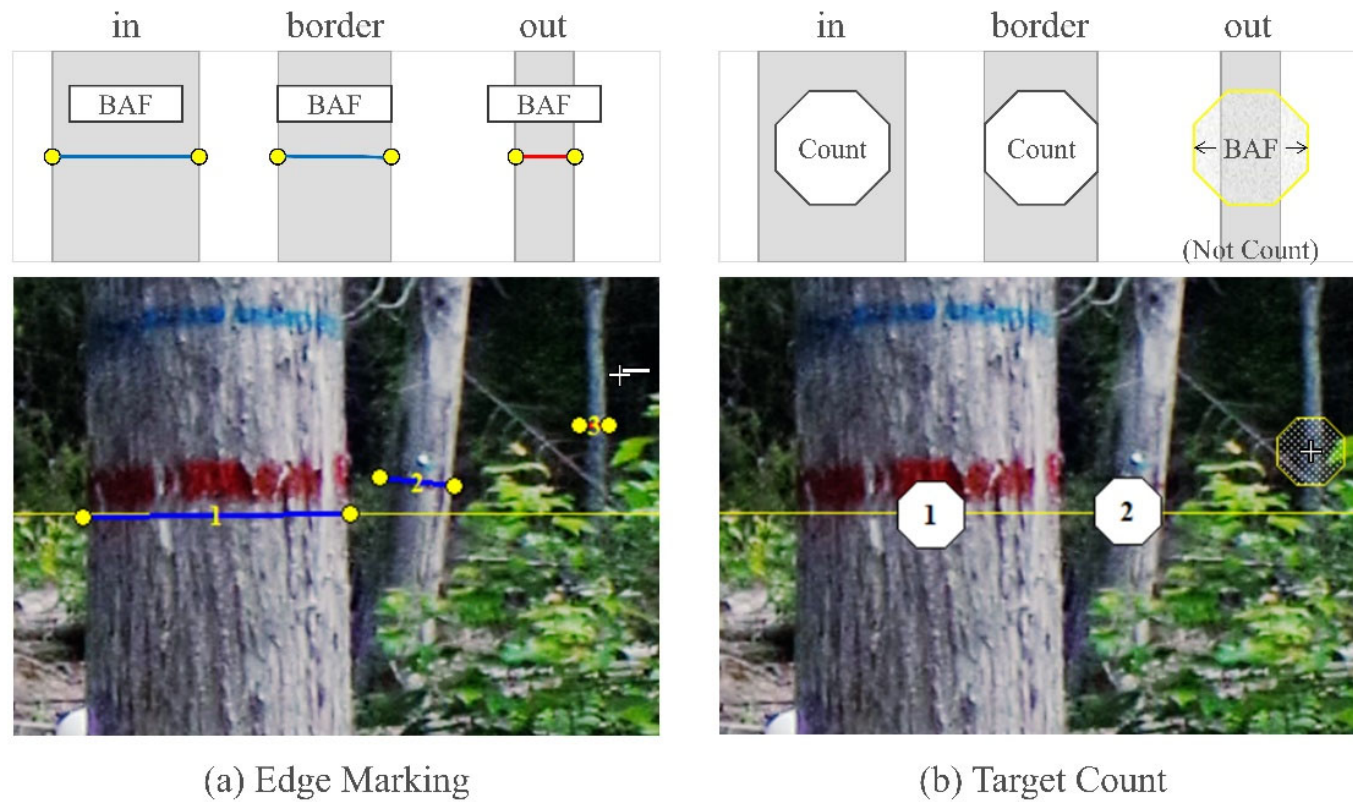 in border out
BAF BAF BAF
1
2
3
(a) Edge Marking
in border out
Count Count BAF
(Not Count)
1 2
(b) Target Count